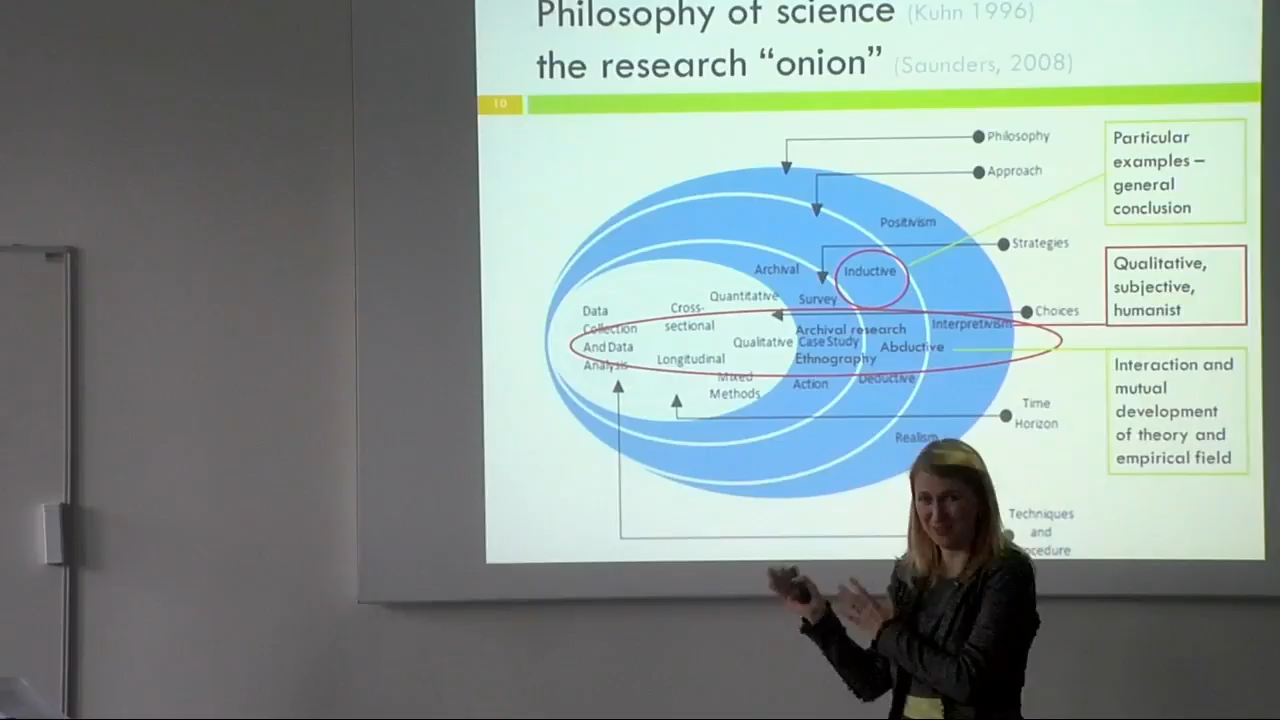 Philosophy of science (Kuhn 1996)
the research “onion” (Saunders, 2008)
10
Philosophy
Approach
Strategies
Choices
Time
Horizon
Techniques
and
Positivism
Inductive
Archival
Survey
Quantitative
Cross-
sectional
Data
Collection
And Data
Analysis
Interpretivism
Archival research
Qualitative Case Study
Abductive
Longitudinal
Ethnography
Mixed
Methods
Action
Deductive
Realism
Particular
examples –
general
conclusion
Qualitative,
subjective,
humanist
Interaction and
mutual
development
of theory and
empirical field